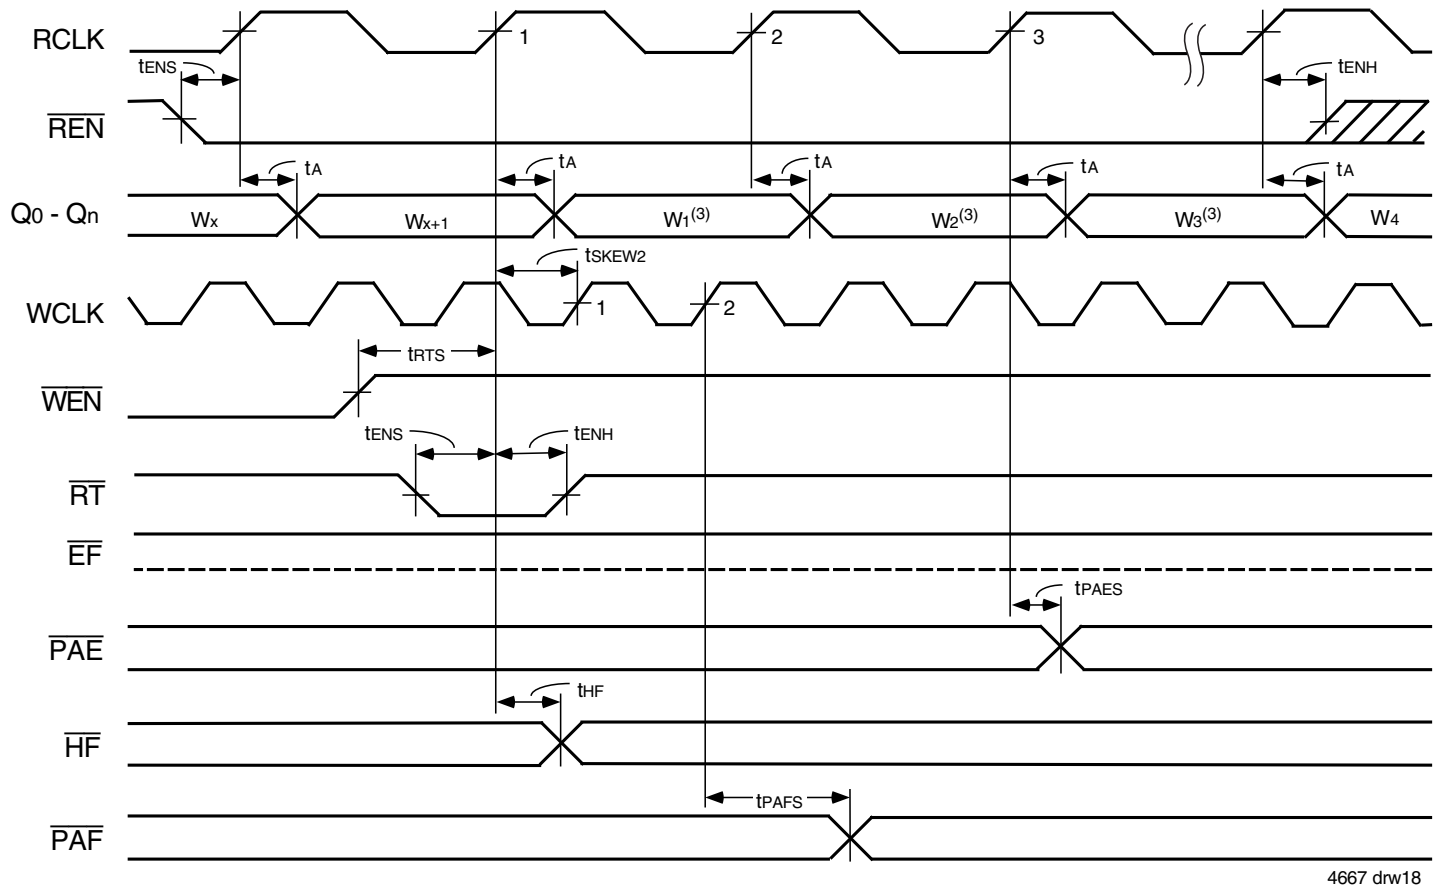 RCLK 1 2 3
tENS tENH
REN
tA tA tA tA tA
Q0 - Qn Wx Wx+1 W1(3) W2(3) W3(3) W4
tSKEW2
WCLK 1 2
tRTS
WEN
tENS tENH
RT
EF
tPAES
PAE
tHF
HF
tPAFS
PAF
4667 drw18